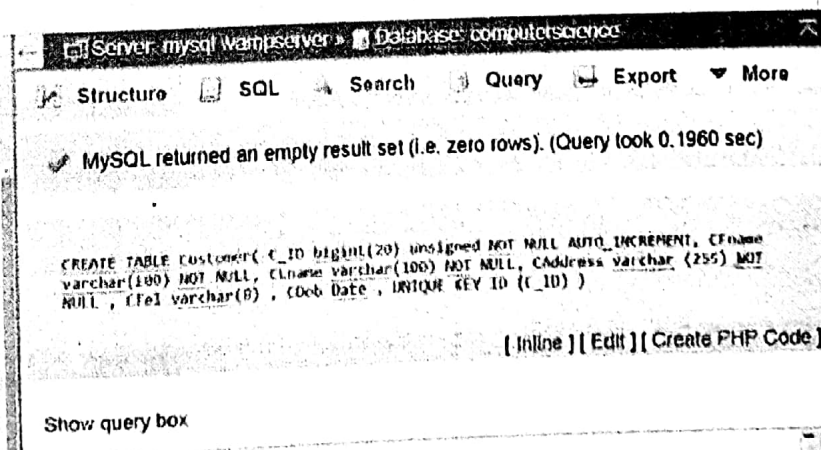 Server: mysql wampserver » Database: computerscience
Structure SQL Search Query Export More
MySQL returned an empty result set (i.e. zero rows). (Query took 0.1960 sec)
CREATE TABLE Customer( C_ID bigint(20) unsigned NOT NULL AUTO_INCREMENT, CFname
varchar(100) NOT NULL, CLname varchar(100) NOT NULL, CAddress varchar (255) NOT
NULL , CTel varchar(8) , CDob Date , UNIQUE KEY ID (C_ID) )
[ Inline ] [ Edit ] [ Create PHP Code ]
Show query box